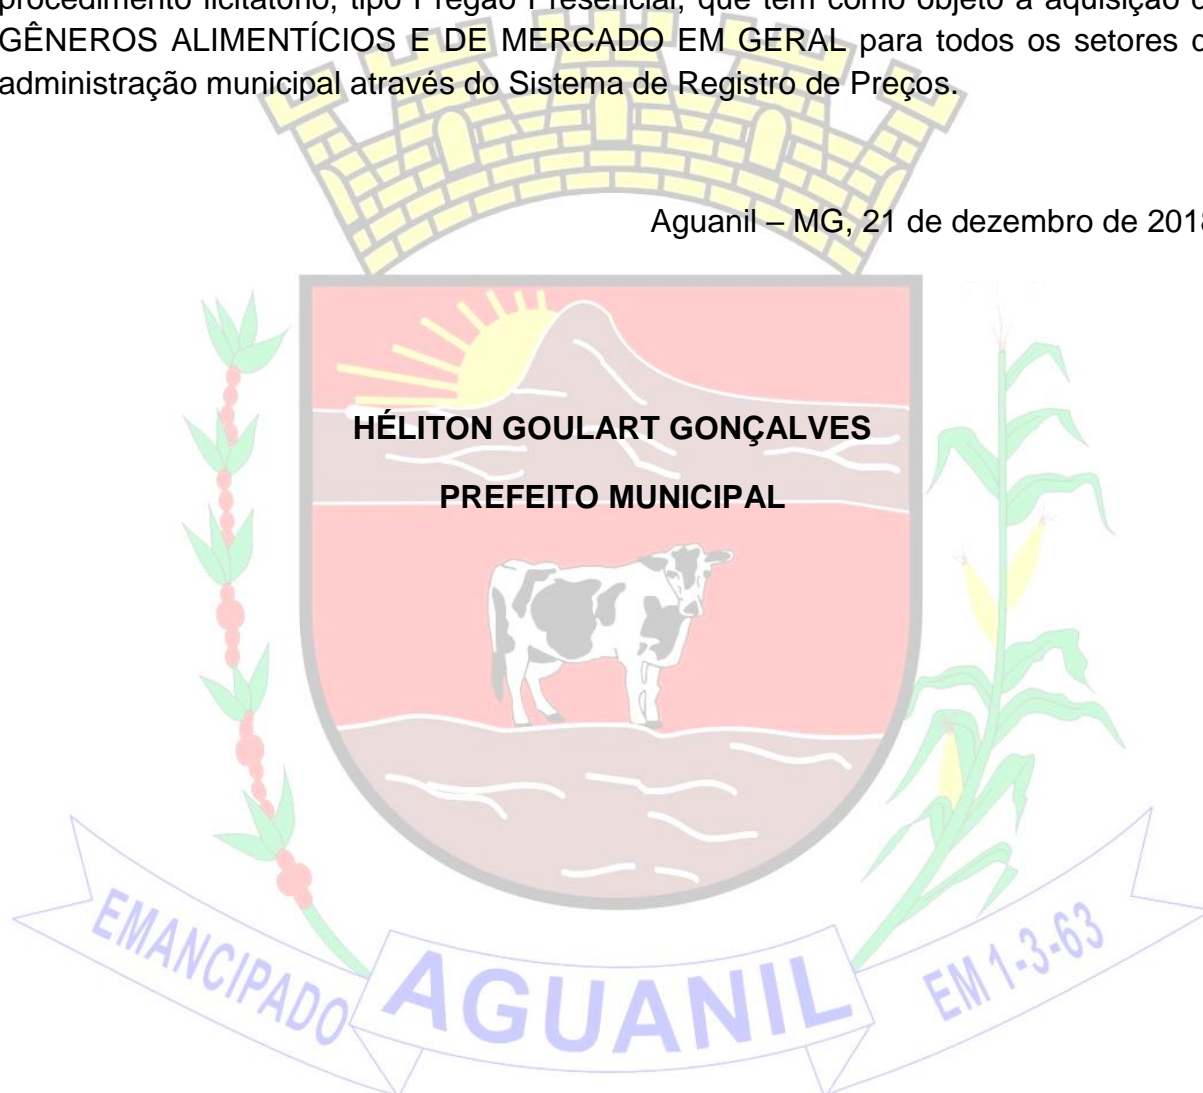 procedimento licitatório, tipo Pregão Presencial, que tem como objeto a aquisição
GÊNEROS ALIMENTÍCIOS E DE MERCADO EM GERAL para todos os setores
administração municipal através do Sistema de Registro de Preços.
Aguanil – MG, 21 de dezembro de 2018
HÉLITON GOULART GONÇALVES
PREFEITO MUNICIPAL
EMANCIPADO
AGUANIL
EM 1-3-63